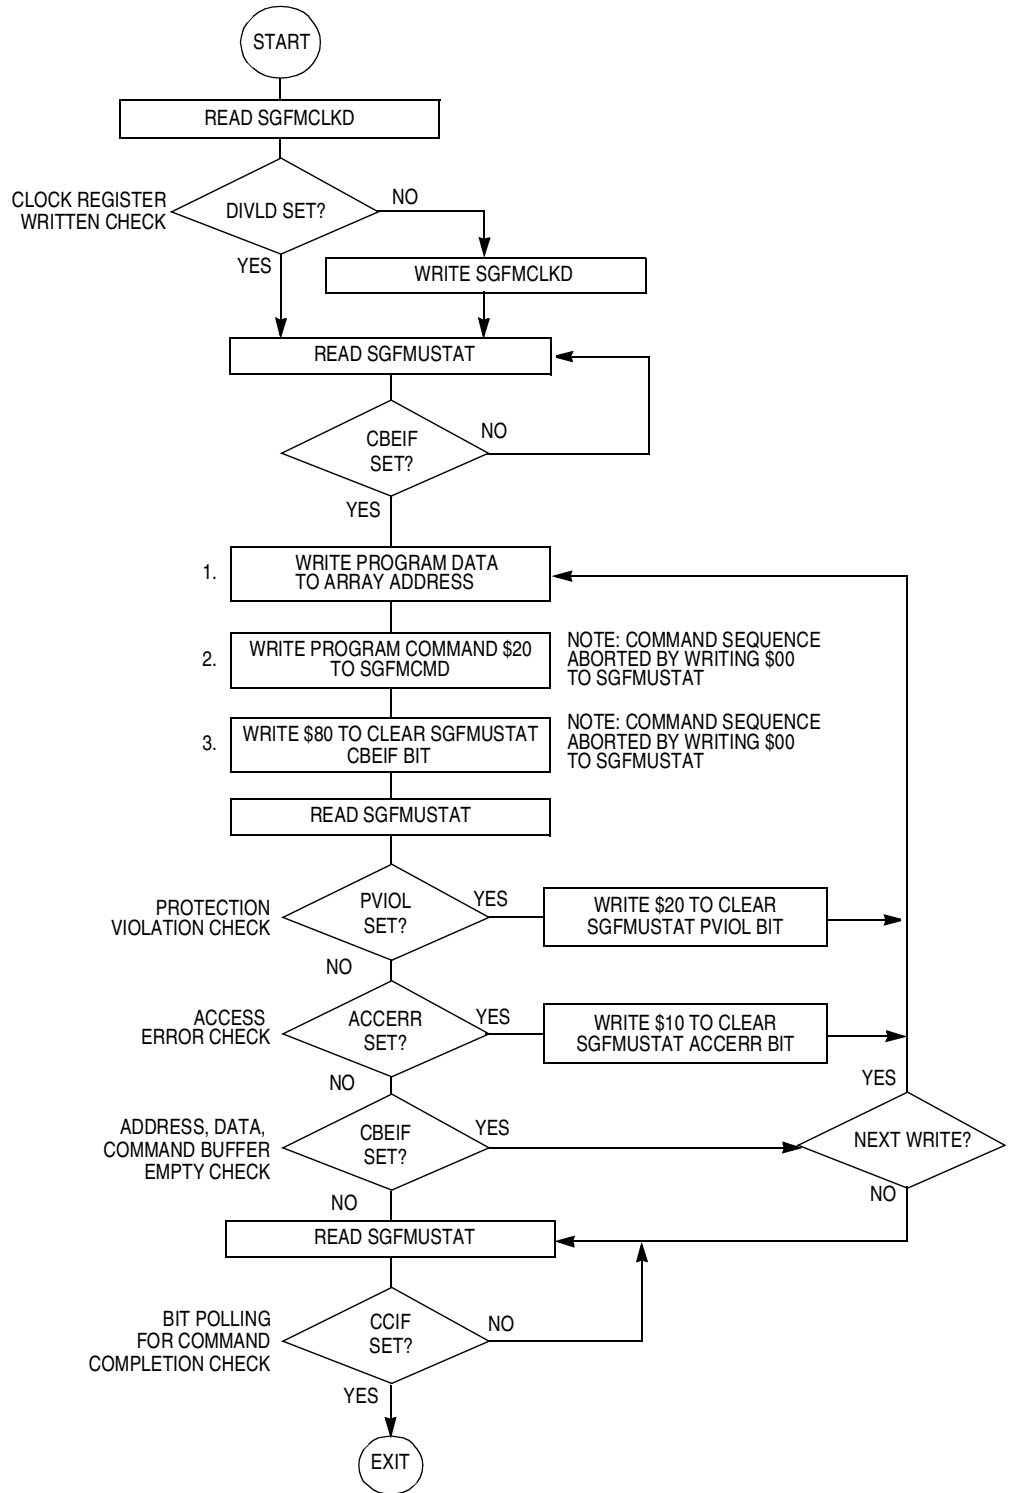 START
READ SGFMCLKD
CLOCK REGISTER
WRITTEN CHECK
DIVLD SET?
NO
YES
WRITE SGFMCLKD
READ SGFMUSTAT
CBEIF
SET?
NO
YES
1.
WRITE PROGRAM DATA
TO ARRAY ADDRESS
2.
WRITE PROGRAM COMMAND $20
TO SGFMCMD
NOTE: COMMAND SEQUENCE
ABORTED BY WRITING $00
TO SGFMUSTAT
3.
WRITE $80 TO CLEAR SGFMUSTAT
CBEIF BIT
NOTE: COMMAND SEQUENCE
ABORTED BY WRITING $00
TO SGFMUSTAT
READ SGFMUSTAT
PROTECTION
VIOLATION CHECK
PVIOL
SET?
YES
WRITE $20 TO CLEAR
SGFMUSTAT PVIOL BIT
NO
ACCESS
ERROR CHECK
ACCERR
SET?
YES
WRITE $10 TO CLEAR
SGFMUSTAT ACCERR BIT
NO
YES
ADDRESS, DATA,
COMMAND BUFFER
EMPTY CHECK
CBEIF
SET?
YES
NEXT WRITE?
NO
NO
READ SGFMUSTAT
BIT POLLING
FOR COMMAND
COMPLETION CHECK
CCIF
SET?
NO
YES
EXIT